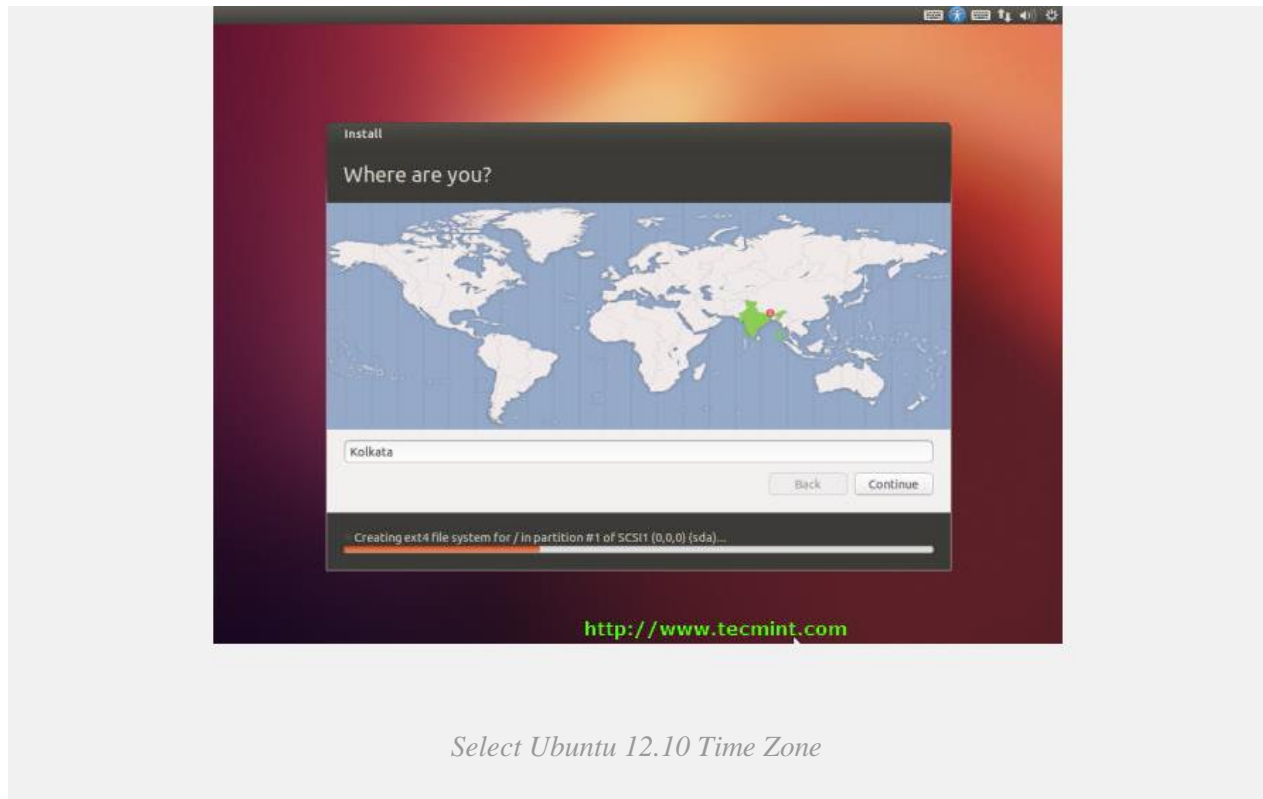 Install
Where are you?
Kolkata
Back
Continue
Creating ext4 file system for / in partition #1 of SCSI1 (0,0,0) (sda)...
http://www.tecmint.com
Select Ubuntu 12.10 Time Zone